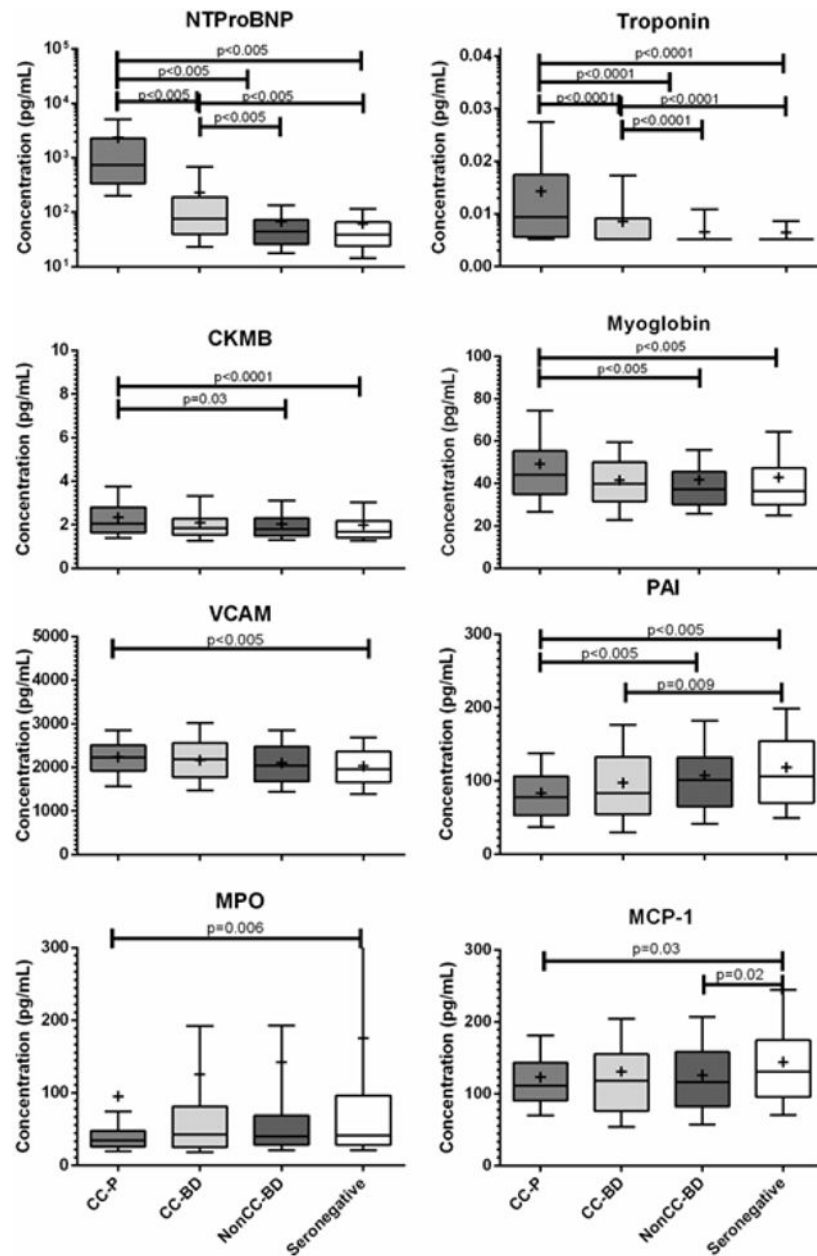 NTProBNP
Concentration (pg/mL)
10⁵
10⁴
10³
10²
10¹
p<0.005
p<0.005
p<0.005
p<0.005
p<0.005
Troponin
Concentration (pg/mL)
0.04
0.03
0.02
0.01
0.00
p<0.0001
p<0.0001
p<0.0001
p<0.0001
p<0.0001
CKMB
Concentration (pg/mL)
10
8
6
4
2
0
p<0.0001
p=0.03
Myoglobin
Concentration (pg/mL)
100
80
60
40
20
0
p<0.005
p<0.005
VCAM
Concentration (pg/mL)
5000
4000
3000
2000
1000
0
p<0.005
PAI
Concentration (pg/mL)
300
200
100
0
p<0.005
p<0.005
p=0.009
MPO
Concentration (pg/mL)
300
200
100
0
p=0.006
CC-P
CC-BD
NonCC-BD
Seronegative
MCP-1
Concentration (pg/mL)
300
200
100
0
p=0.03
p=0.02
CC-P
CC-BD
NonCC-BD
Seronegative